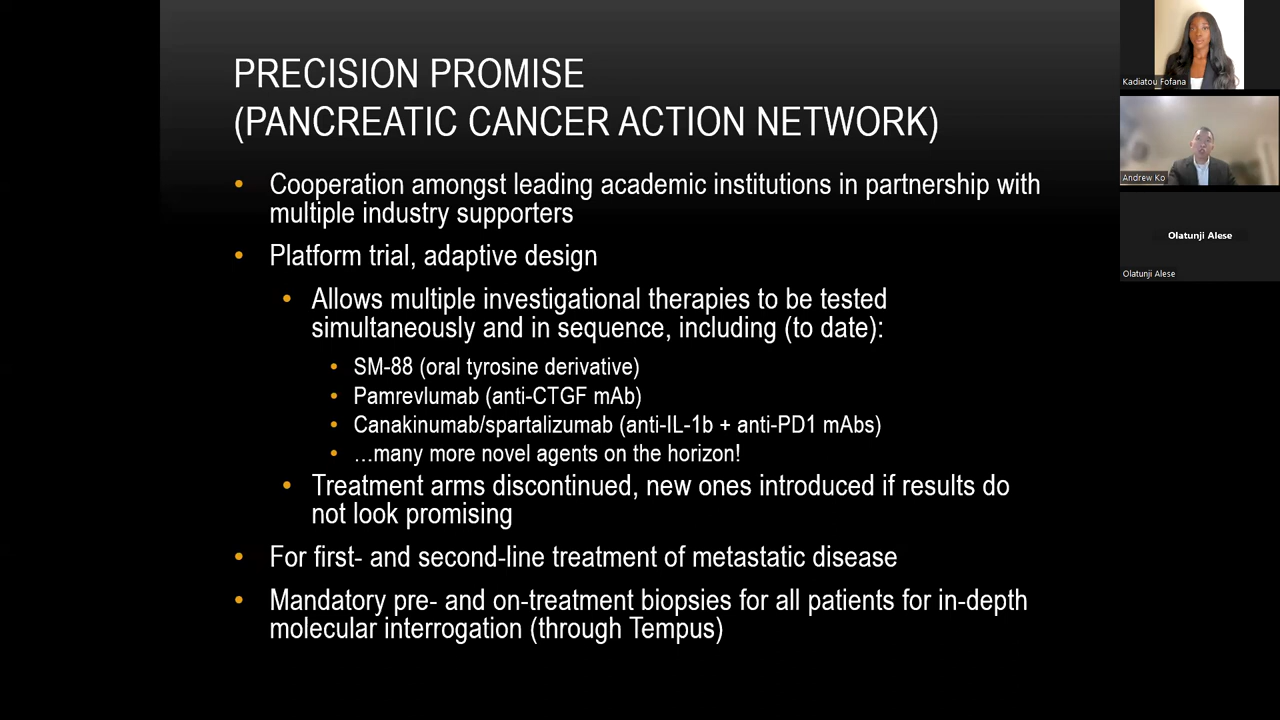 PRECISION PROMISE
(PANCREATIC CANCER ACTION NETWORK)
• Cooperation amongst leading academic institutions in partnership with
multiple industry supporters
• Platform trial, adaptive design
• Allows multiple investigational therapies to be tested
simultaneously and in sequence, including (to date):
• SM-88 (oral tyrosine derivative)
• Pamrevlumab (anti-CTGF mAb)
• Canakinumab/spartalizumab (anti-IL-1b + anti-PD1 mAbs)
• …many more novel agents on the horizon!
• Treatment arms discontinued, new ones introduced if results do
not look promising
• For first- and second-line treatment of metastatic disease
• Mandatory pre- and on-treatment biopsies for all patients for in-depth
molecular interrogation (through Tempus)
Kadiatou Fofana
Andrew Ko
Olatunji Alese
Olatunji Alese